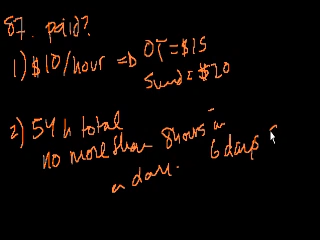 87. paid?
1) $10/hour => OT = $15
Sund = $20
2) 54 h total
no more than 8 hours in
a day. 6 days